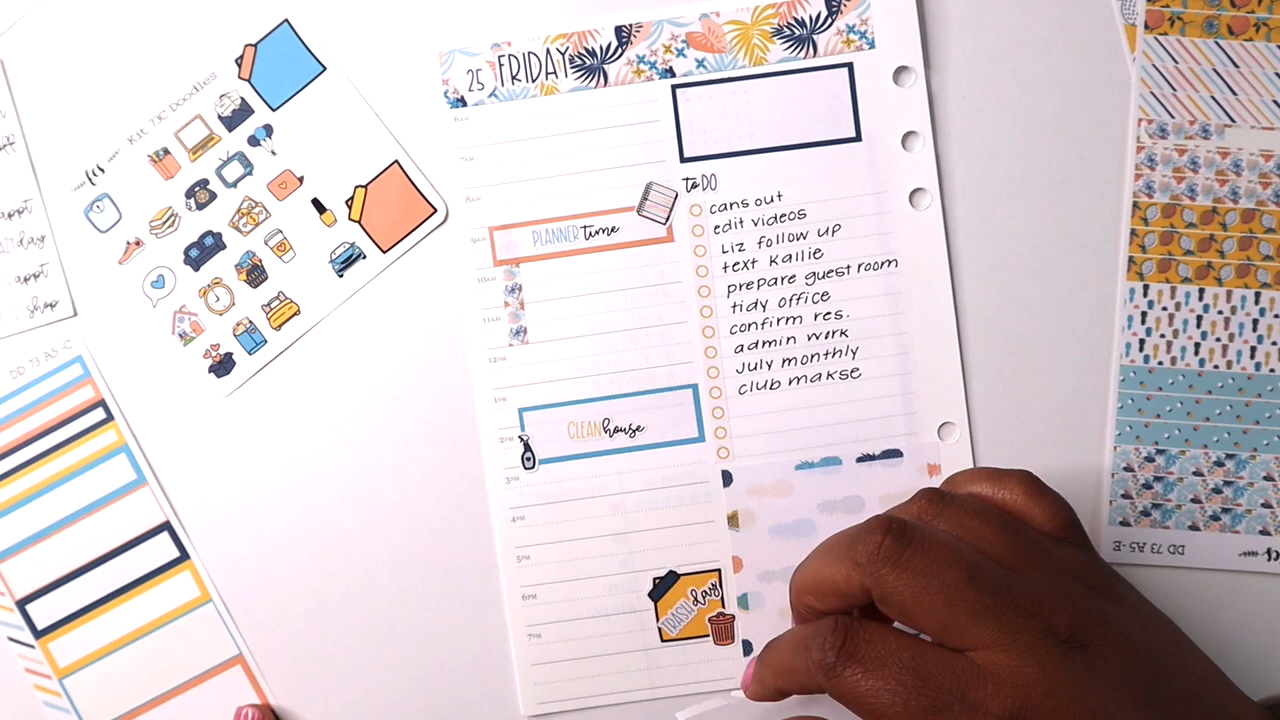 Kit 73C Doodles
appt
day
appt
shop
DD 73 A5-C
25 FRIDAY
6AM
7AM
8AM
9AM
PLANNER time
10AM
11AM
12PM
1PM
2PM
CLEAN house
3PM
4PM
5PM
6PM
7PM
TRASH day
to DO
cans out
edit videos
Liz follow up
text Kallie
prepare guest room
tidy office
confirm res.
admin work
July monthly
club makse
DD 73 A5-E